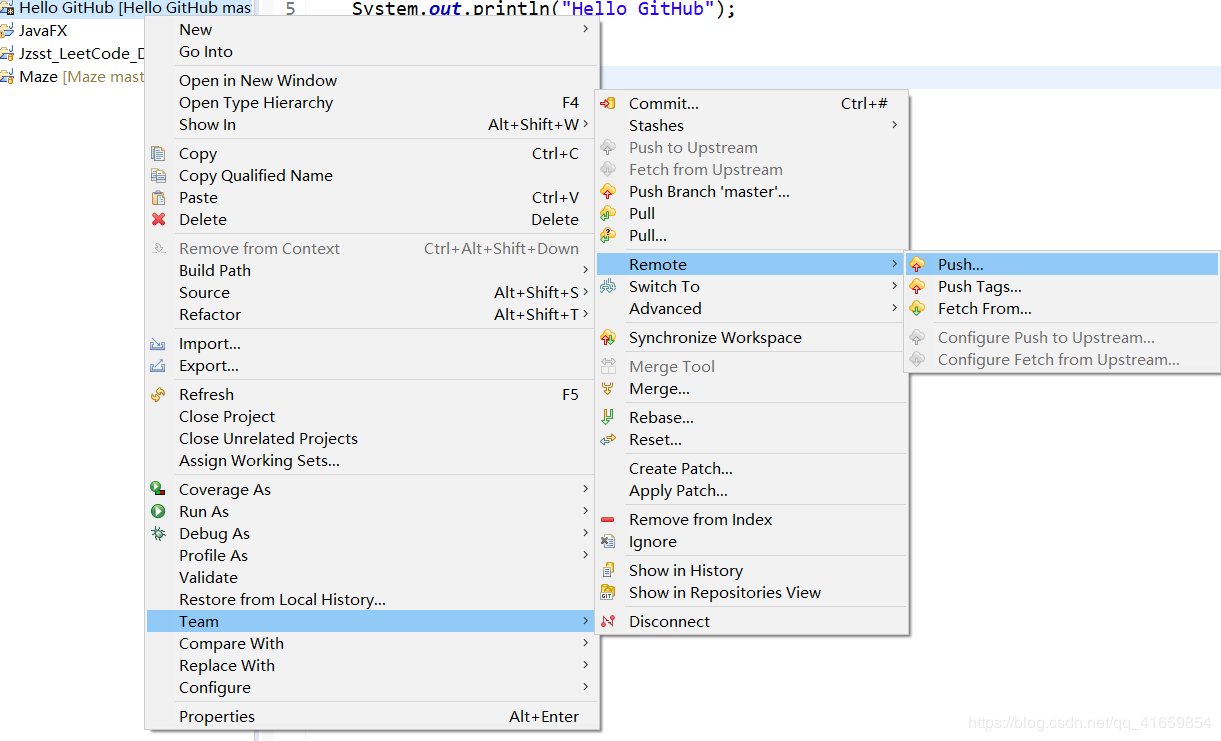 Hello GitHub [Hello GitHub mas
JavaFX
Jzsst_LeetCode_D
Maze [Maze mast
5 System.out.println("Hello GitHub");
New
Go Into
Open in New Window
Open Type Hierarchy F4
Show In Alt+Shift+W
Copy Ctrl+C
Copy Qualified Name
Paste Ctrl+V
Delete Delete
Remove from Context Ctrl+Alt+Shift+Down
Build Path
Source Alt+Shift+S
Refactor Alt+Shift+T
Import...
Export...
Refresh F5
Close Project
Close Unrelated Projects
Assign Working Sets...
Coverage As
Run As
Debug As
Profile As
Validate
Restore from Local History...
Team
Compare With
Replace With
Configure
Properties Alt+Enter
Commit... Ctrl+#
Stashes
Push to Upstream
Fetch from Upstream
Push Branch 'master'...
Pull
Pull...
Remote
Switch To
Advanced
Synchronize Workspace
Merge Tool
Merge...
Rebase...
Reset...
Create Patch...
Apply Patch...
Remove from Index
Ignore
Show in History
Show in Repositories View
Disconnect
Push...
Push Tags...
Fetch From...
Configure Push to Upstream...
Configure Fetch from Upstream...
https://blog.csdn.net/qq_41659854